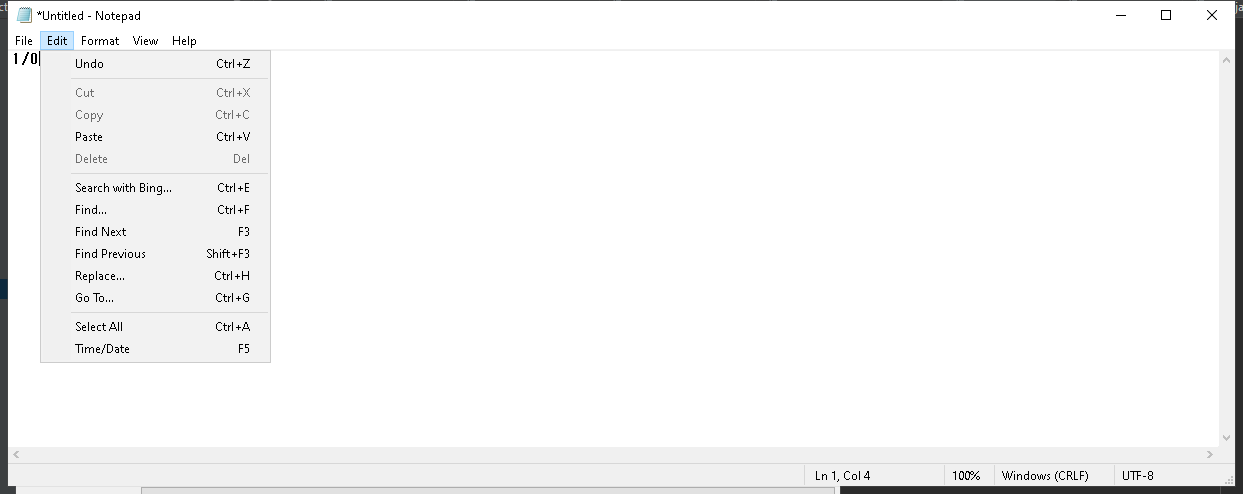 *Untitled - Notepad
File Edit Format View Help
1/0
Undo Ctrl+Z
Cut Ctrl+X
Copy Ctrl+C
Paste Ctrl+V
Delete Del
Search with Bing... Ctrl+E
Find... Ctrl+F
Find Next F3
Find Previous Shift+F3
Replace... Ctrl+H
Go To... Ctrl+G
Select All Ctrl+A
Time/Date F5
Ln 1, Col 4 100% Windows (CRLF) UTF-8